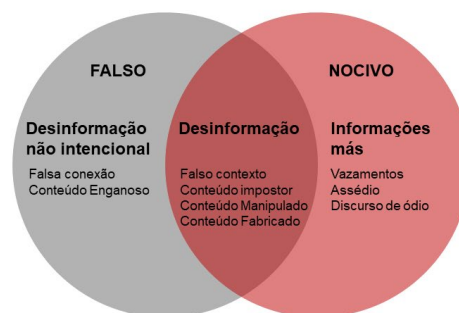 FALSO
NOCIVO
Desinformação
não intencional
Falsa conexão
Conteúdo Enganoso
Desinformação
Falso contexto
Conteúdo impostor
Conteúdo Manipulado
Conteúdo Fabricado
Informações
más
Vazamentos
Assédio
Discurso de ódio